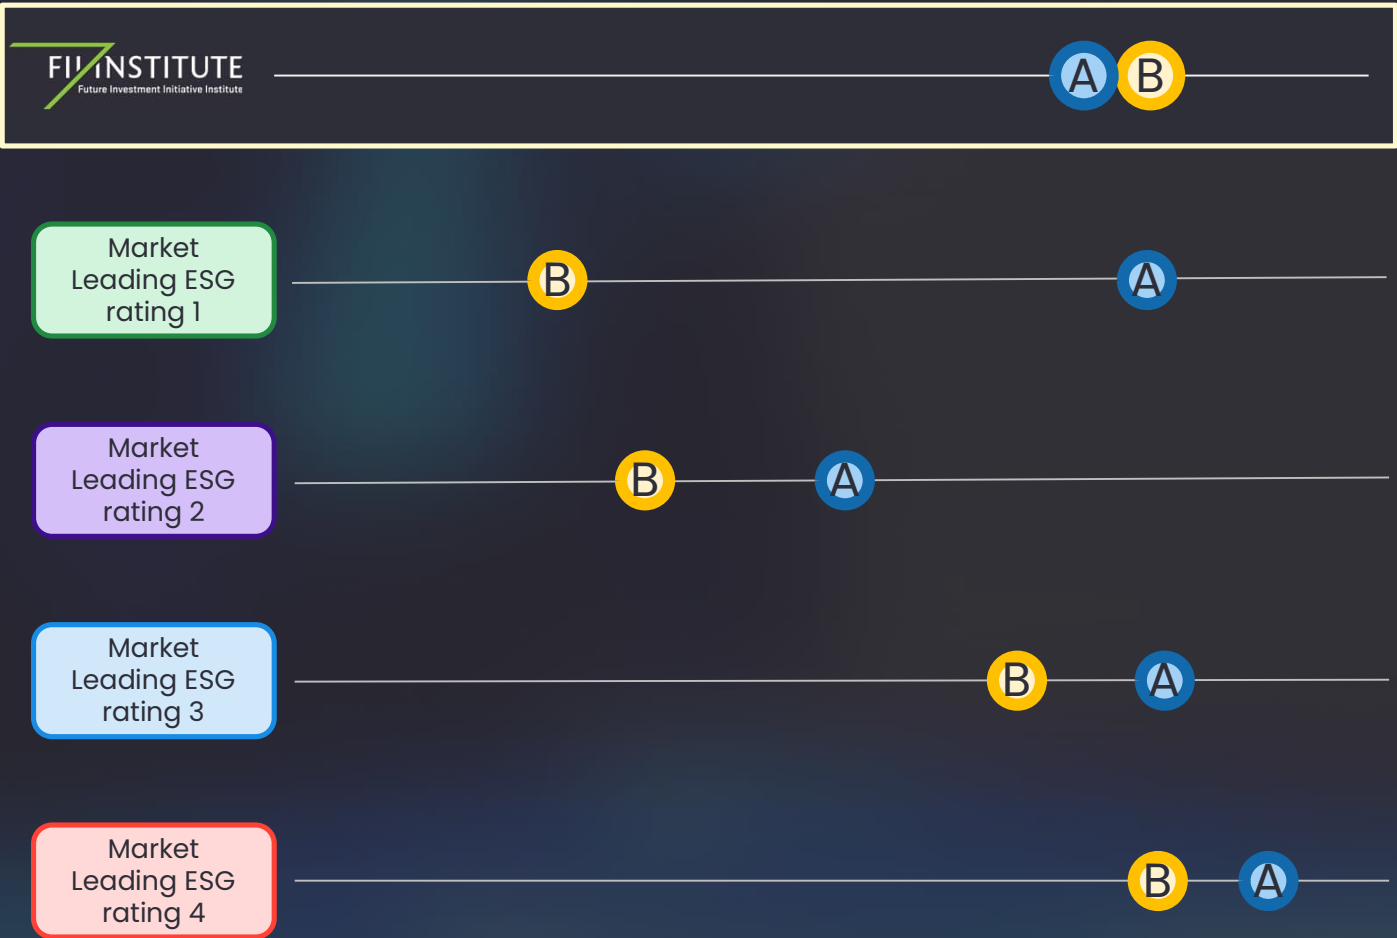 FII INSTITUTE
Future Investment Initiative Institute
A B
Market
Leading ESG
rating 1
B A
Market
Leading ESG
rating 2
B A
Market
Leading ESG
rating 3
B A
Market
Leading ESG
rating 4
B A